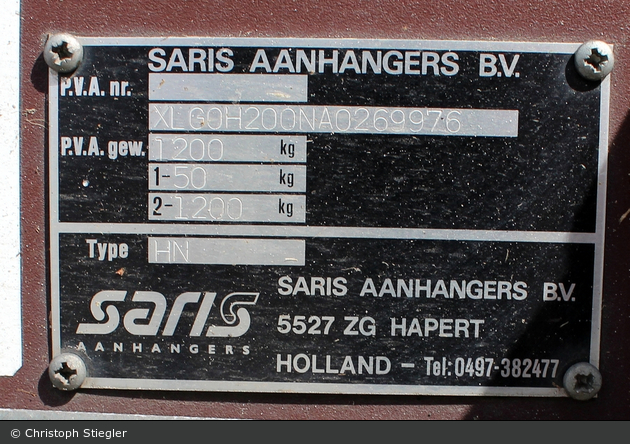 SARIS AANHANGERS B.V.
P.V.A. nr.
XLG0H200NA0269976
P.V.A. gew. 1200 kg
1-50 kg
2-1200 kg
Type HN
saris
AANHANGERS
SARIS AANHANGERS B.V.
5527 ZG HAPERT
HOLLAND - Tel: 0497-382477
© Christoph Stiegler